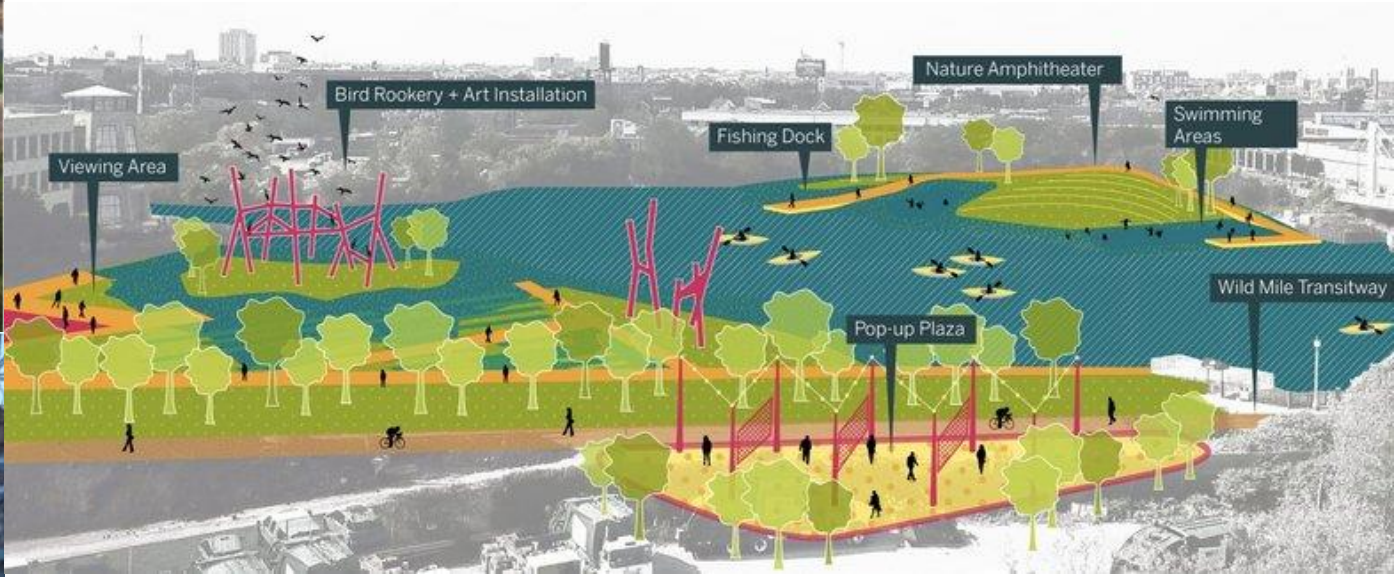 Nature Amphitheater
Bird Rookery + Art Installation
Swimming
Areas
Fishing Dock
Viewing Area
Wild Mile Transitway
Pop-up Plaza